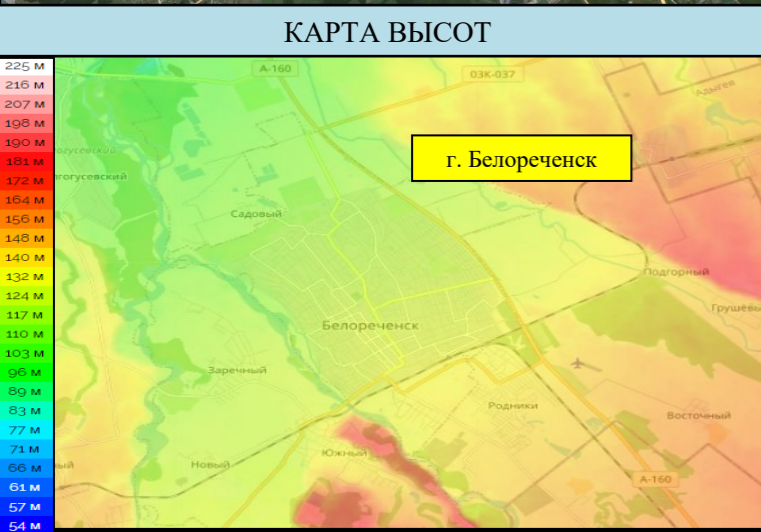 КАРТА ВЫСОТ
225 м
216 м
207 м
198 м
190 м
181 м
172 м
164 м
156 м
148 м
140 м
132 м
124 м
117 м
110 м
103 м
96 м
89 м
83 м
77 м
71 м
66 м
61 м
57 м
54 м
А-160
03К-037
Адыгея
г. Белореченск
Садовый
Подгорный
Белореченск
Заречный
Родники
Восточный
Южный
Новый
А-160